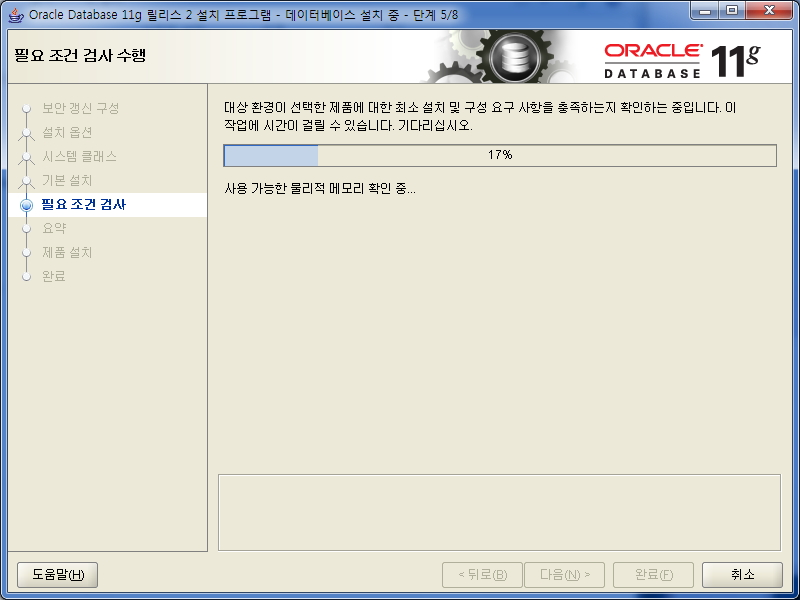 Oracle Database 11g 릴리스 2 설치 프로그램 - 데이터베이스 설치 중 - 단계 5/8
필요 조건 검사 수행
ORACLE
DATABASE 11g
보안 갱신 구성
설치 옵션
시스템 클래스
기본 설치
필요 조건 검사
요약
제품 설치
완료
대상 환경이 선택한 제품에 대한 최소 설치 및 구성 요구 사항을 충족하는지 확인하는 중입니다. 이
작업에 시간이 걸릴 수 있습니다. 기다리십시오.
17%
사용 가능한 물리적 메모리 확인 중...
도움말(H)
< 뒤로(B)
다음(N) >
완료(F)
취소